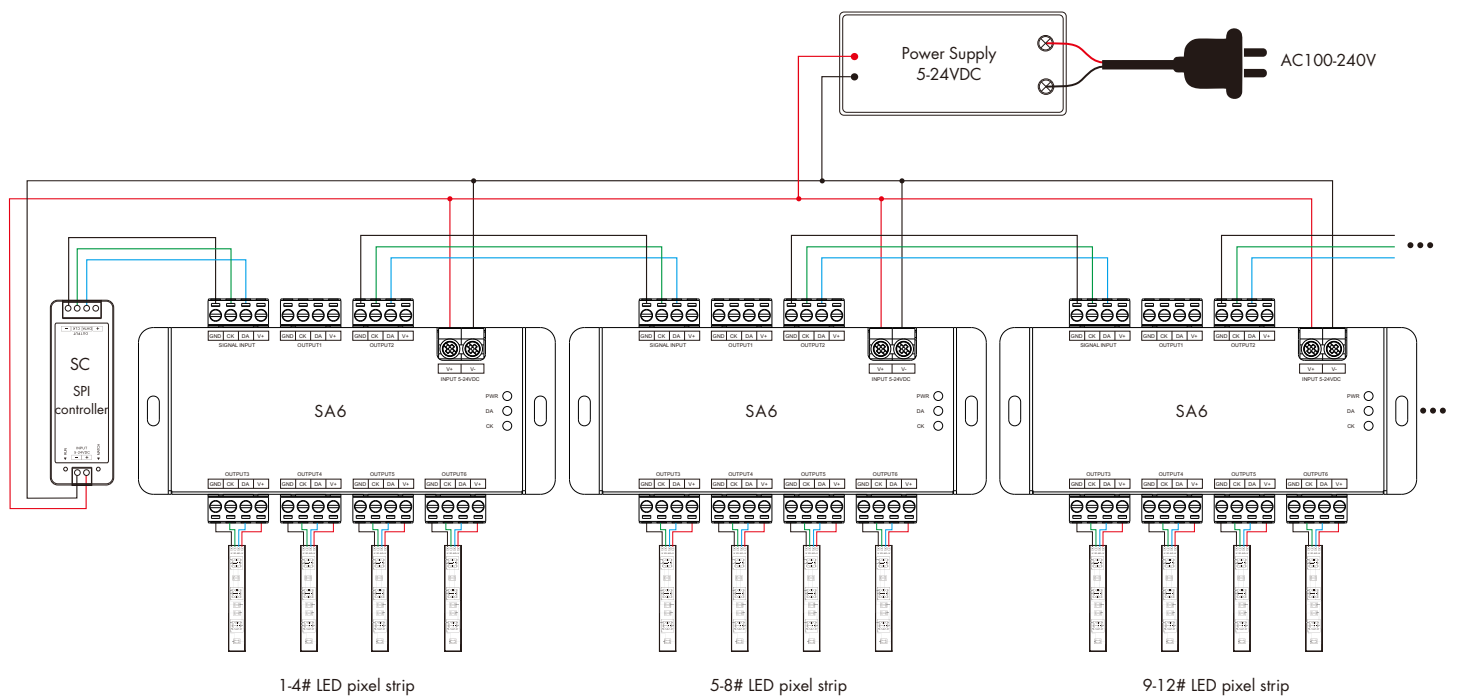 Power Supply
5-24VDC
AC100-240V
OUTPUT
SC
SPI
controller
RUN
INPUT
5-24VDC
− +
MATCH
GND CK DA V+ GND CK DA V+ GND CK DA V+
SIGNAL INPUT OUTPUT1 OUTPUT2
V+ V-
INPUT 5-24VDC
SA6
PWR
DA
CK
OUTPUT3 OUTPUT4 OUTPUT5 OUTPUT6
GND CK DA V+ GND CK DA V+ GND CK DA V+ GND CK DA V+
1-4# LED pixel strip
GND CK DA V+ GND CK DA V+ GND CK DA V+
SIGNAL INPUT OUTPUT1 OUTPUT2
V+ V-
INPUT 5-24VDC
SA6
PWR
DA
CK
OUTPUT3 OUTPUT4 OUTPUT5 OUTPUT6
GND CK DA V+ GND CK DA V+ GND CK DA V+ GND CK DA V+
5-8# LED pixel strip
GND CK DA V+ GND CK DA V+ GND CK DA V+
SIGNAL INPUT OUTPUT1 OUTPUT2
V+ V-
INPUT 5-24VDC
SA6
PWR
DA
CK
OUTPUT3 OUTPUT4 OUTPUT5 OUTPUT6
GND CK DA V+ GND CK DA V+ GND CK DA V+ GND CK DA V+
9-12# LED pixel strip